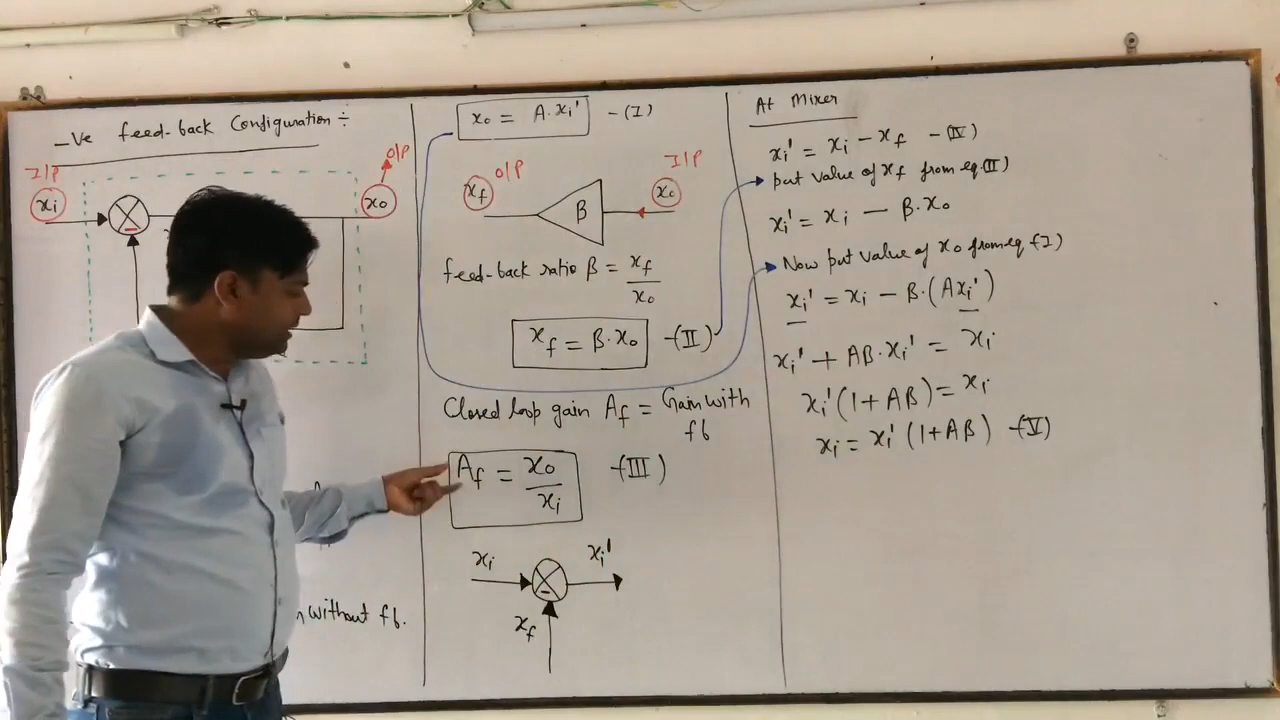 -Ve feed-back Configuration ÷
I/P
xi
O/P
xo
without fb.
xo = A.xi' -(I)
xf
O/P
β
I/P
xo
feed-back ratio β = xf/xo
xf = β.xo -(II)
Closed loop gain Af = Gain with
fb
Af = xo/xi -(III)
xi
xi'
xf
At Mixer
xi' = xi - xf -(IV)
put value of xf from eq.(II)
xi' = xi - β.xo
Now put value of xo from eq (I)
xi' = xi - β.(Axi')
xi' + Aβ.xi' = xi
xi'(1+Aβ) = xi
xi = xi'(1+Aβ) -(V)